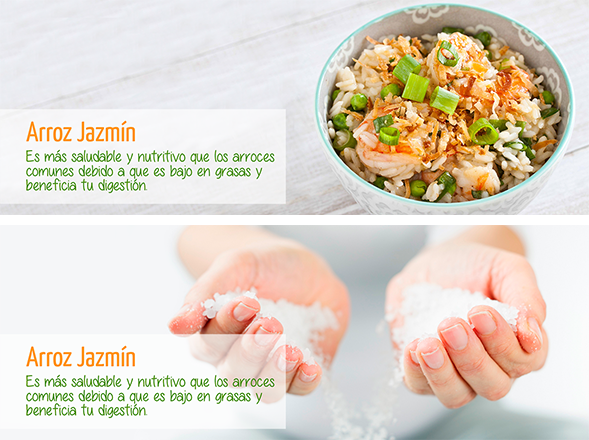 Arroz Jazmín
Es más saludable y nutritivo que los arroces
comunes debido a que es bajo en grasas y
beneficia tu digestión.
Arroz Jazmín
Es más saludable y nutritivo que los arroces
comunes debido a que es bajo en grasas y
beneficia tu digestión.